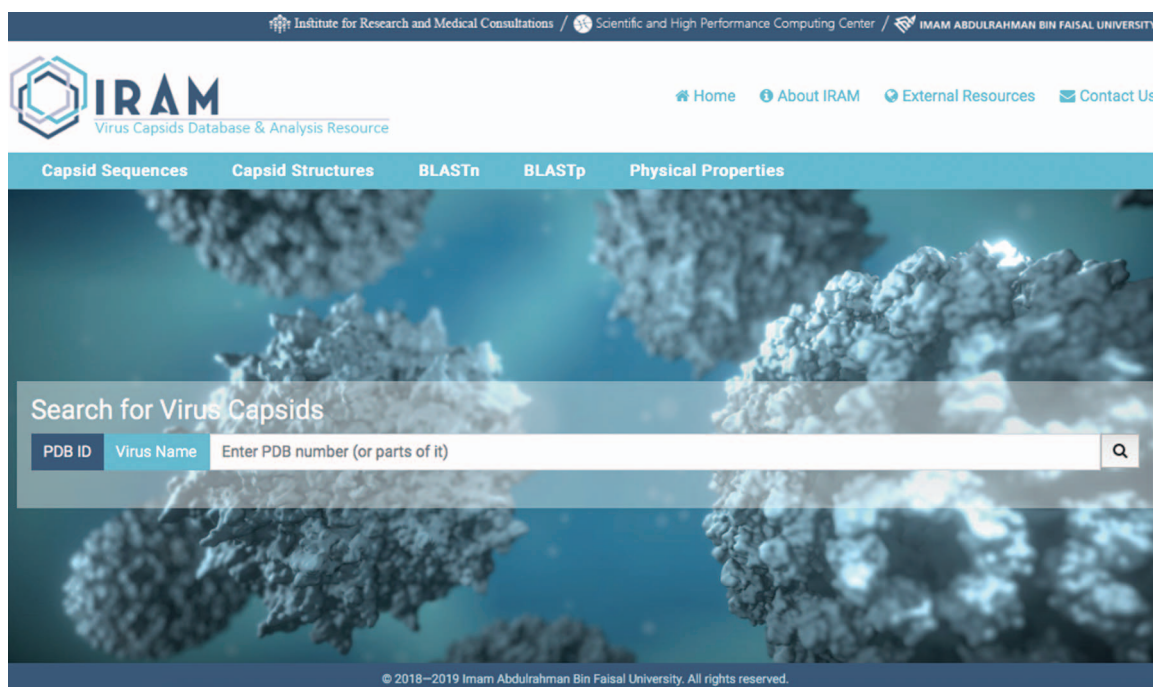 Institute for Research and Medical Consultations / Scientific and High Performance Computing Center / IMAM ABDULRAHMAN BIN FAISAL UNIVERSITY
IRAM
Virus Capsids Database & Analysis Resource
Home About IRAM External Resources Contact Us
Capsid Sequences Capsid Structures BLASTn BLASTp Physical Properties
Search for Virus Capsids
PDB ID Virus Name Enter PDB number (or parts of it)
© 2018–2019 Imam Abdulrahman Bin Faisal University. All rights reserved.